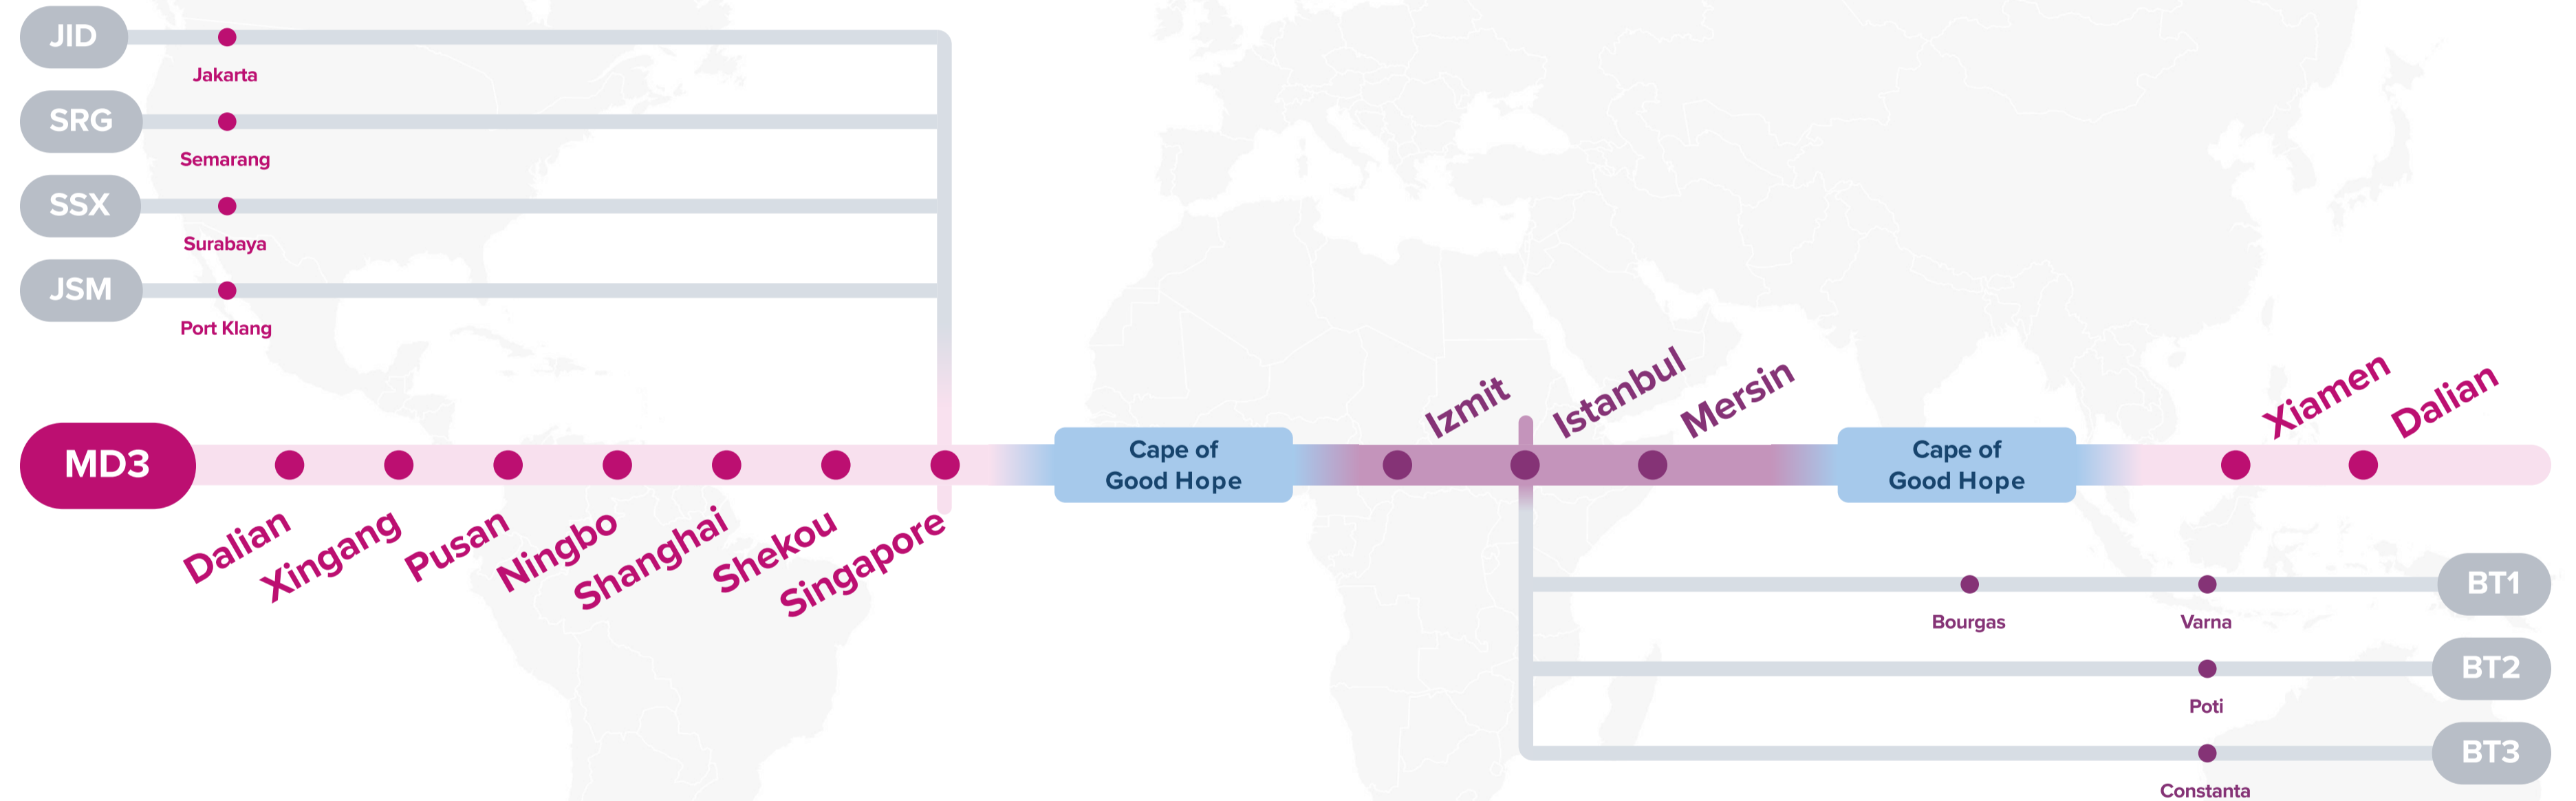 JID
Jakarta
SRG
Semarang
SSX
Surabaya
JSM
Port Klang
MD3
Dalian
Xingang
Pusan
Ningbo
Shanghai
Shekou
Singapore
Cape of
Good Hope
Izmit
Istanbul
Mersin
Cape of
Good Hope
Xiamen
Dalian
BT1
Bourgas
Varna
BT2
Poti
BT3
Constanta